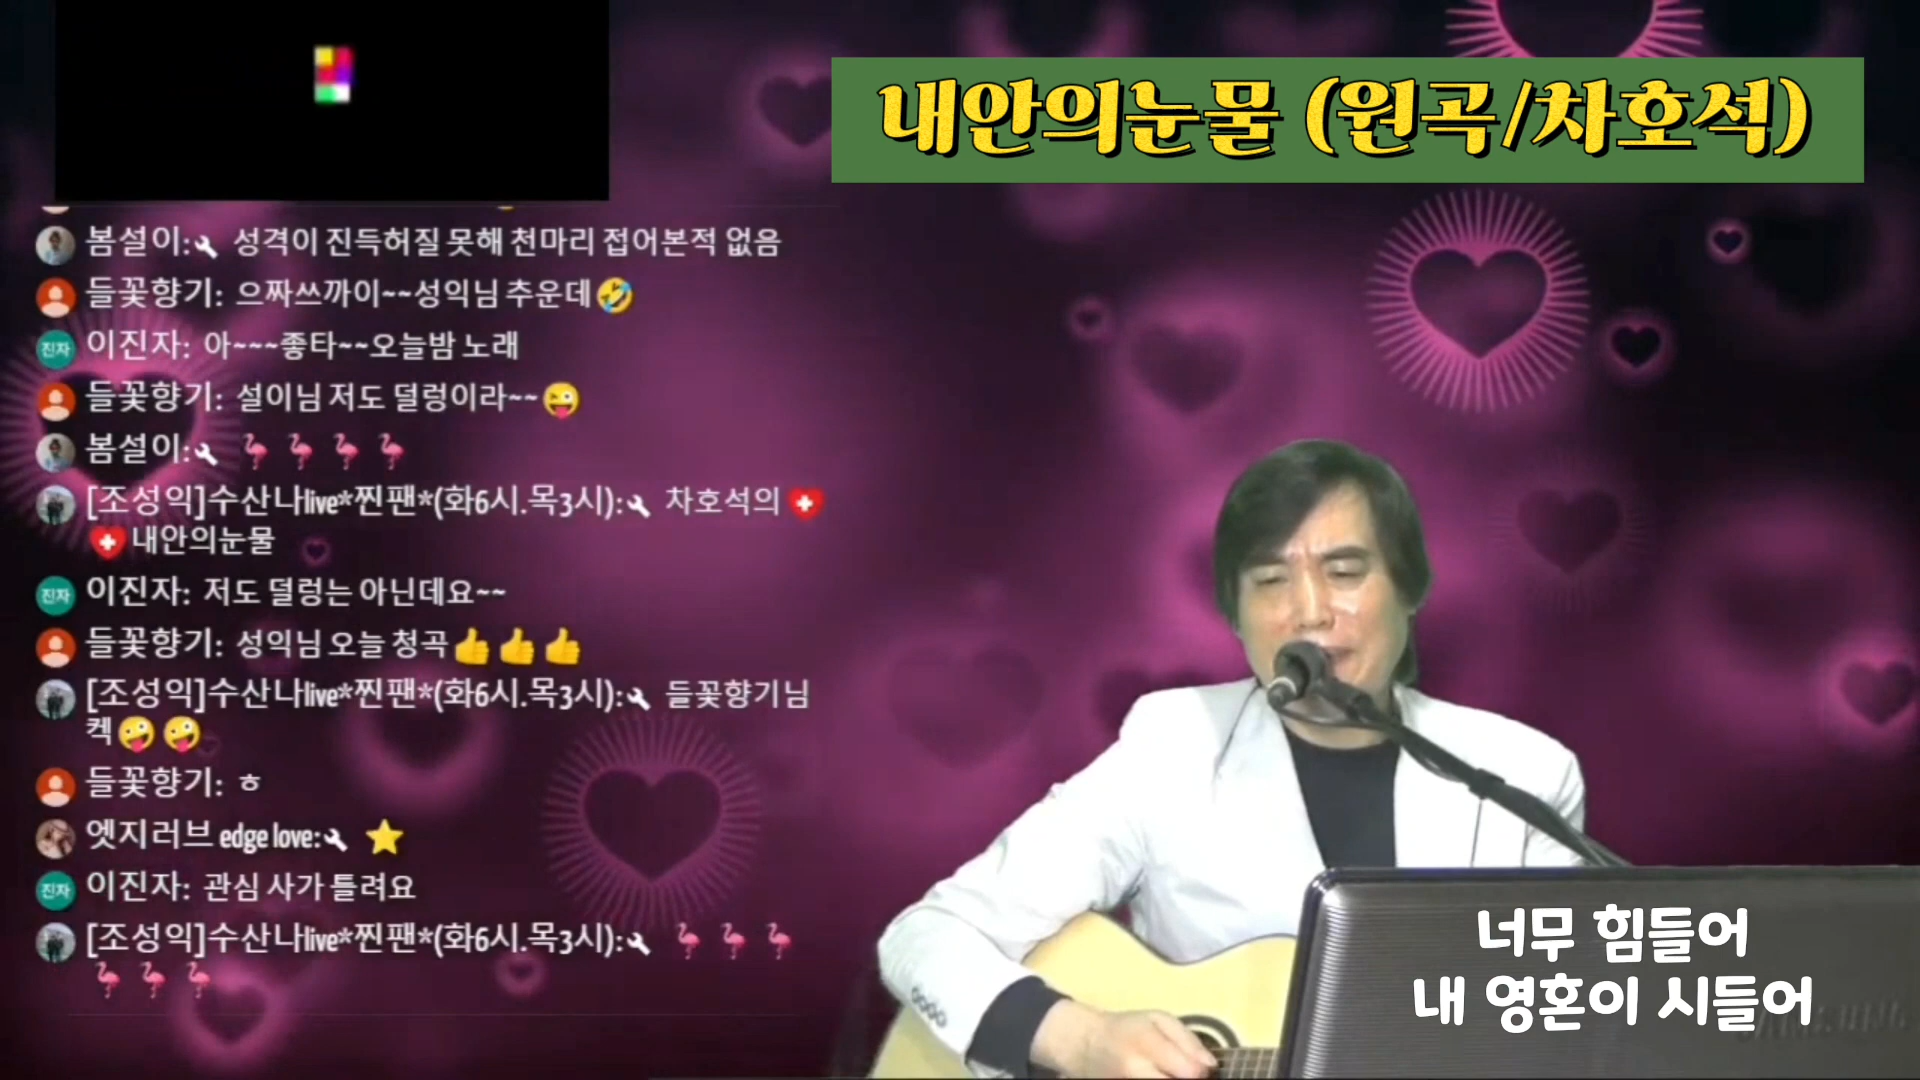 내안의눈물 (원곡/차호석)
봄설이: 성격이 진득허질 못해 천마리 접어본적 없음
들꽃향기: 으짜쓰까이~~성익님 추운데🤣
진자 이진자: 아~~~좋타~~오늘밤 노래
들꽃향기: 설이님 저도 덜렁이라~~😜
봄설이: 🦩🦩🦩🦩
[조성익]수산나live*찐팬*(화6시.목3시): 차호석의
내안의눈물
진자 이진자: 저도 덜렁는 아닌데요~~
들꽃향기: 성익님 오늘 청곡👍👍👍
[조성익]수산나live*찐팬*(화6시.목3시): 들꽃향기님
켁🤪🤪
들꽃향기: ㅎ
엣지러브 edge love: ⭐
진자 이진자: 관심 사가 틀려요
[조성익]수산나live*찐팬*(화6시.목3시): 🦩🦩🦩
🦩🦩🦩
너무 힘들어
내 영혼이 시들어